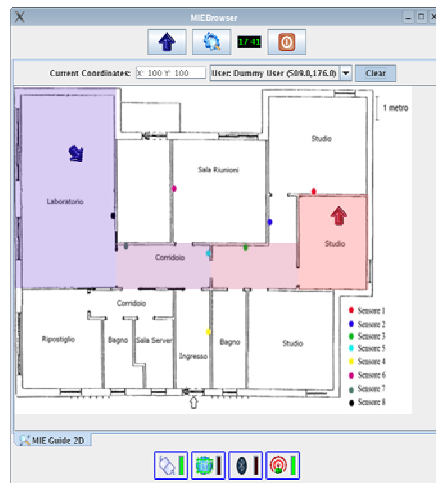 MIEBrowser
17:41
Current Coordinates: X: 100 Y: 100 User: Dummy User (509.0,176.0) Clear
1 metro
Studio
Sala Riunioni
Laboratorio
Studio
Corridoio
Corridoio
Ripostiglio
Bagno
Sala Server
Ingresso
Bagno
Studio
Sensore 1
Sensore 2
Sensore 3
Sensore 5
Sensore 4
Sensore 6
Sensore 7
Sensore 8
MIE Guide 2D